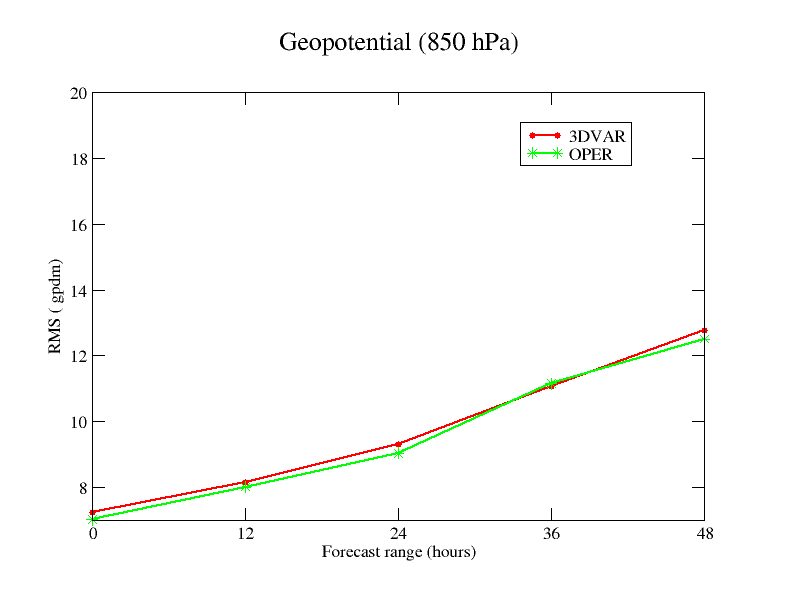 Geopotential (850 hPa)
20
18
16
14
12
10
8
RMS ( gpdm)
3DVAR
OPER
0 12 24 36 48
Forecast range (hours)